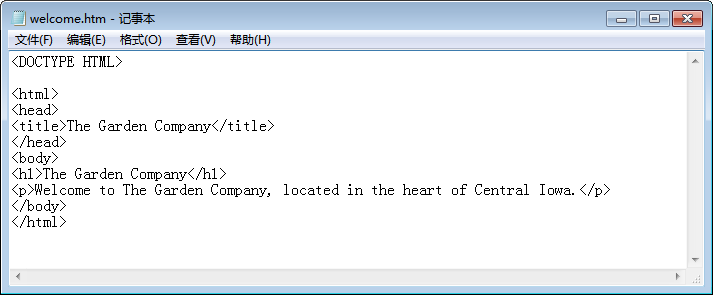 welcome.htm - 记事本
文件(F) 编辑(E) 格式(O) 查看(V) 帮助(H)
<DOCTYPE HTML>
<html>
<head>
<title>The Garden Company</title>
</head>
<body>
<h1>The Garden Company</h1>
<p>Welcome to The Garden Company, located in the heart of Central Iowa.</p>
</body>
</html>